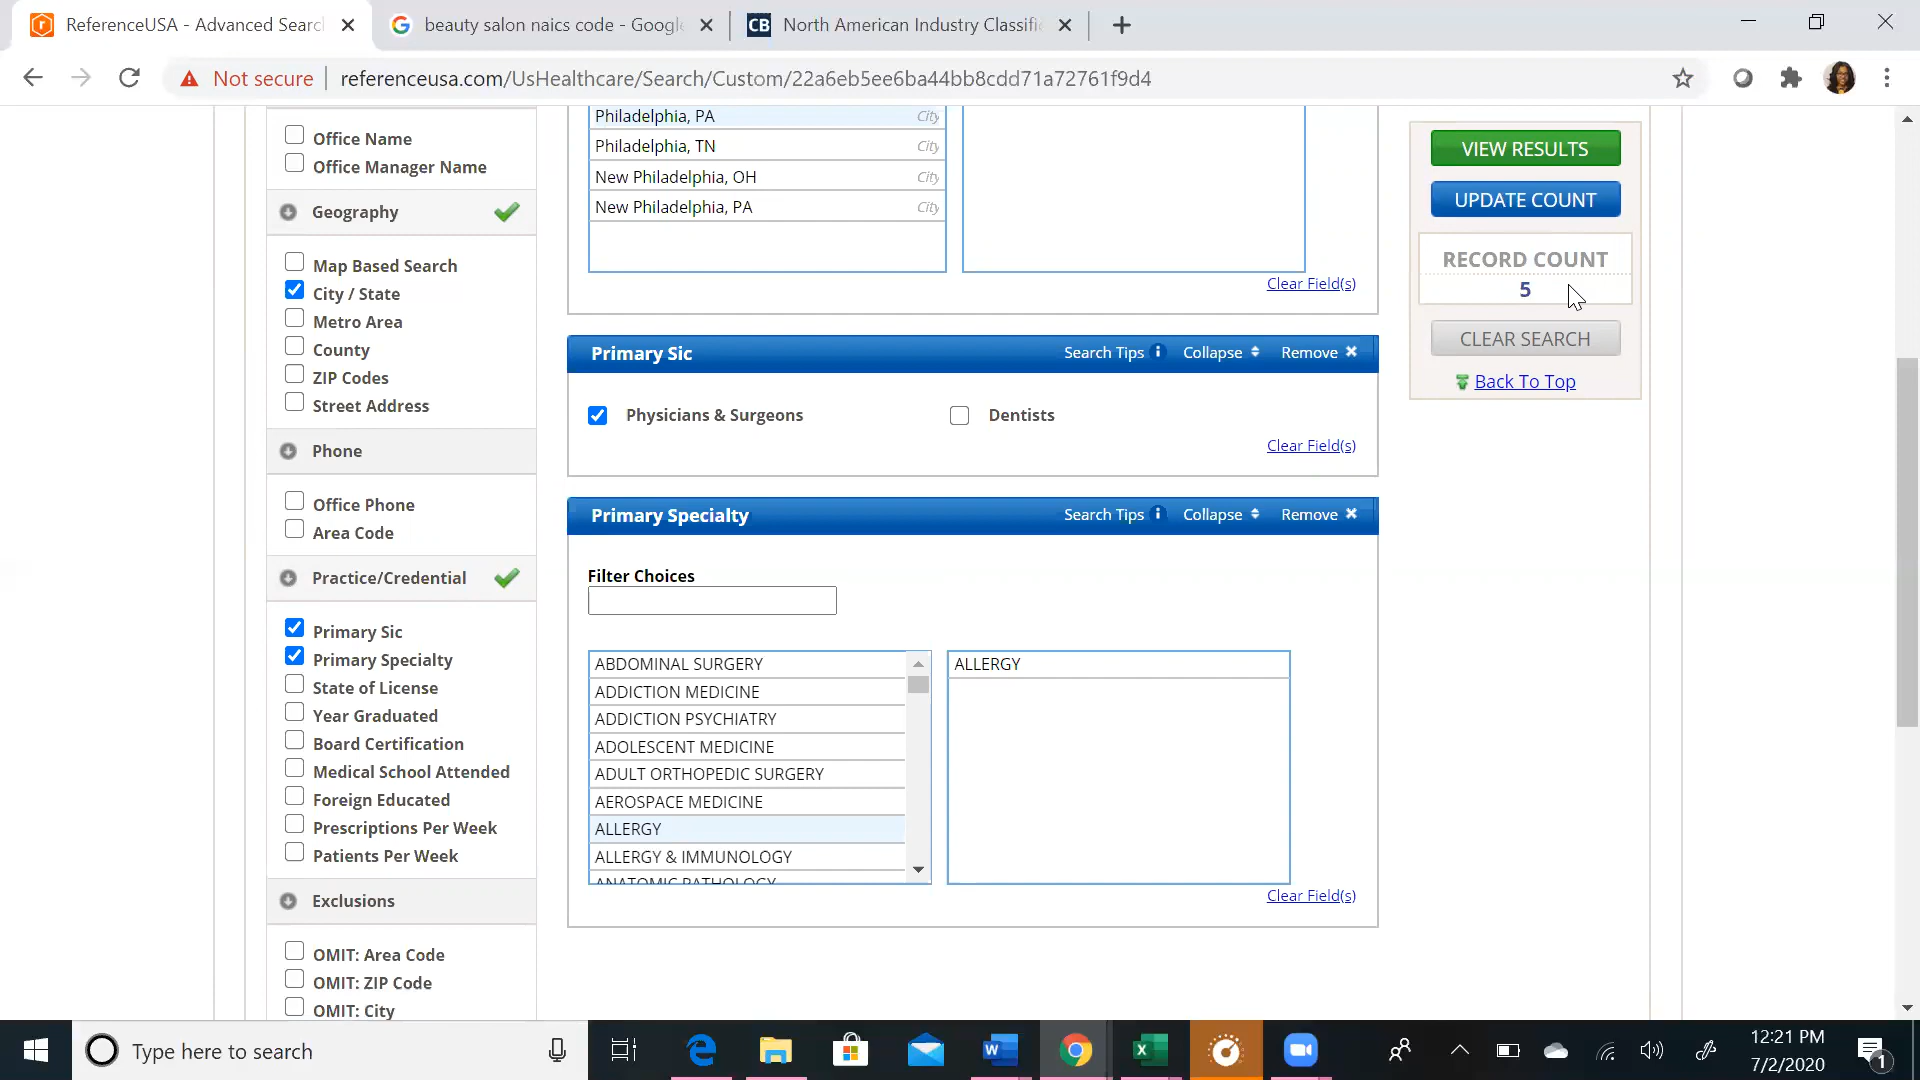 ReferenceUSA - Advanced Searc
beauty salon naics code - Google
CB North American Industry Classific
Not secure
referenceusa.com/UsHealthcare/Search/Custom/22a6eb5ee6ba44bb8cdd71a72761f9d4
Office Name
Office Manager Name
Geography
Map Based Search
City / State
Metro Area
County
ZIP Codes
Street Address
Phone
Office Phone
Area Code
Practice/Credential
Primary Sic
Primary Specialty
State of License
Year Graduated
Board Certification
Medical School Attended
Foreign Educated
Prescriptions Per Week
Patients Per Week
Exclusions
OMIT: Area Code
OMIT: ZIP Code
OMIT: City
Philadelphia, PA City
Philadelphia, TN City
New Philadelphia, OH City
New Philadelphia, PA City
Clear Field(s)
Primary Sic Search Tips Collapse Remove
Physicians & Surgeons Dentists
Clear Field(s)
Primary Specialty Search Tips Collapse Remove
Filter Choices
ABDOMINAL SURGERY
ADDICTION MEDICINE
ADDICTION PSYCHIATRY
ADOLESCENT MEDICINE
ADULT ORTHOPEDIC SURGERY
AEROSPACE MEDICINE
ALLERGY
ALLERGY & IMMUNOLOGY
ANATOMIC PATHOLOGY
ALLERGY
Clear Field(s)
VIEW RESULTS
UPDATE COUNT
RECORD COUNT
5
CLEAR SEARCH
Back To Top
Type here to search
12:21 PM
7/2/2020
1